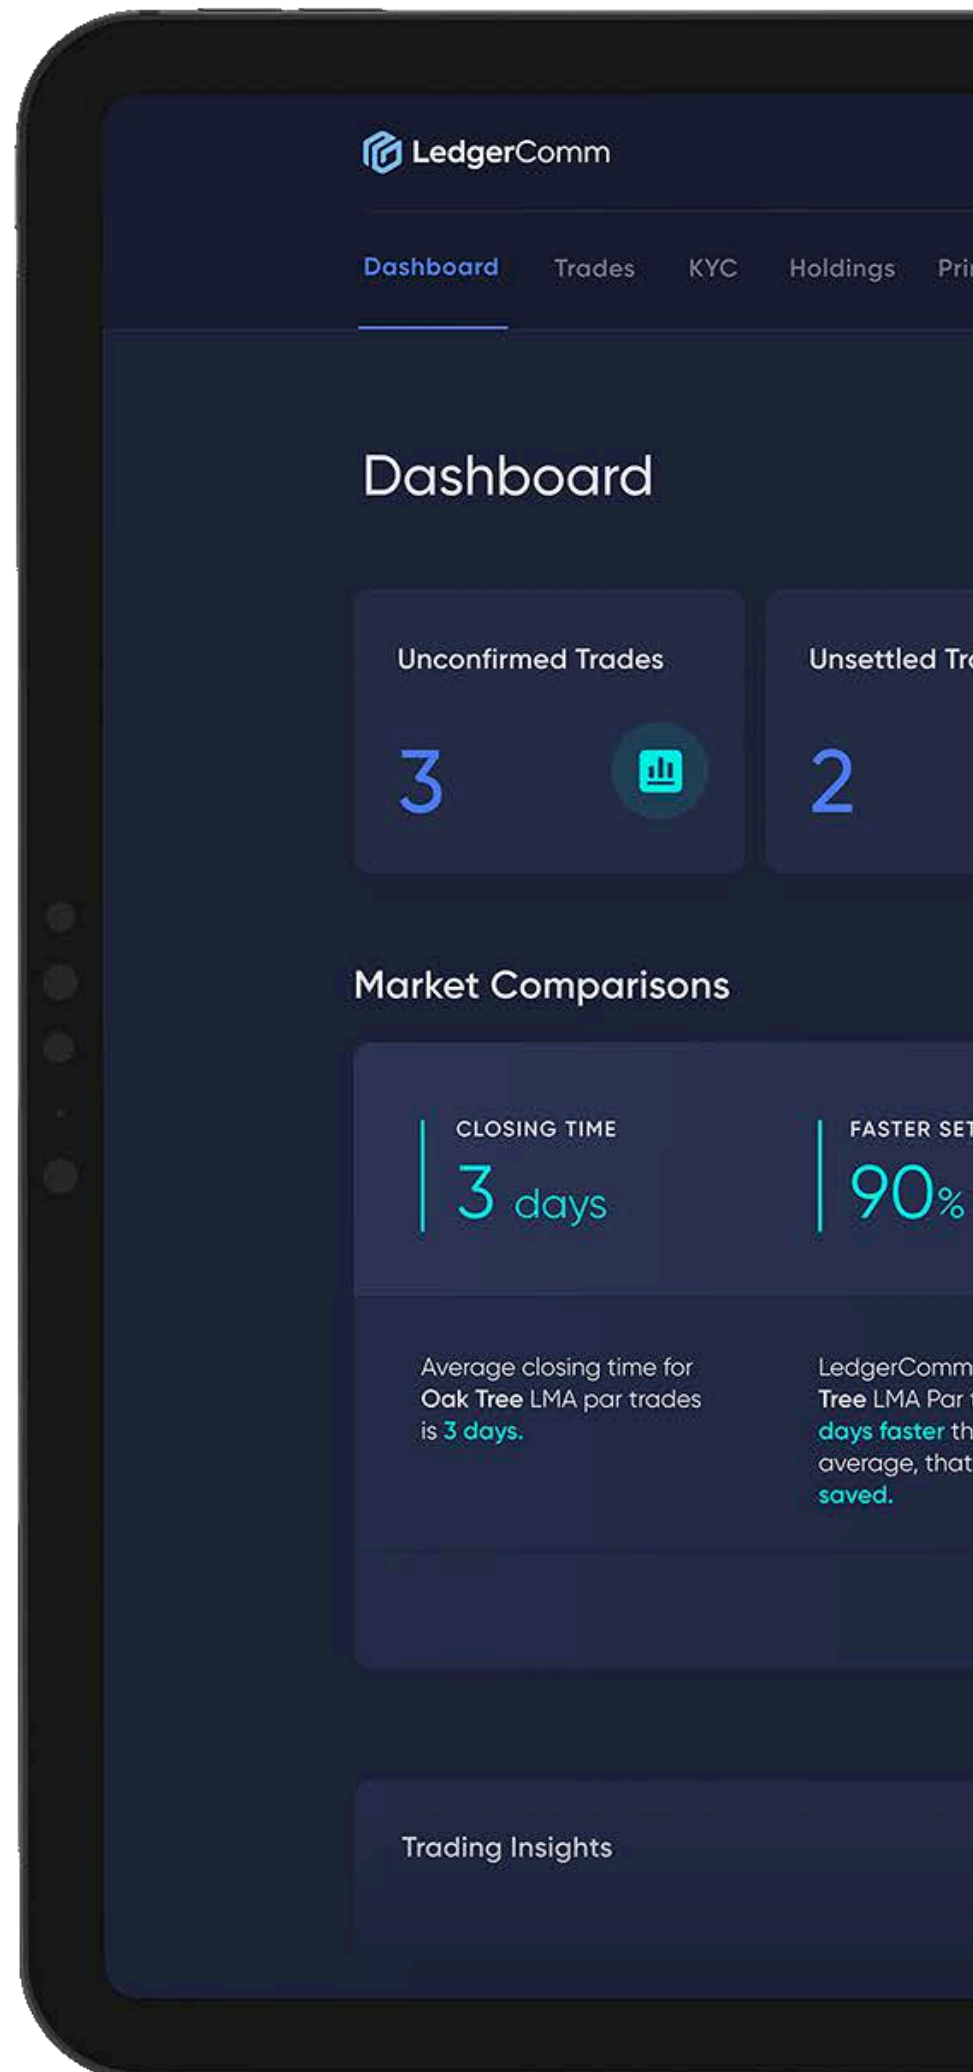 LedgerComm
Dashboard Trades KYC Holdings
Dashboard
Unconfirmed Trades
Unsettled
3
2
Market Comparisons
CLOSING TIME
FASTER
3 days
90%
Average closing time for
Oak Tree LMA par trades
is 3 days.
LedgerComm
Tree LMA Par
days faster
average, that
saved.
Trading Insights